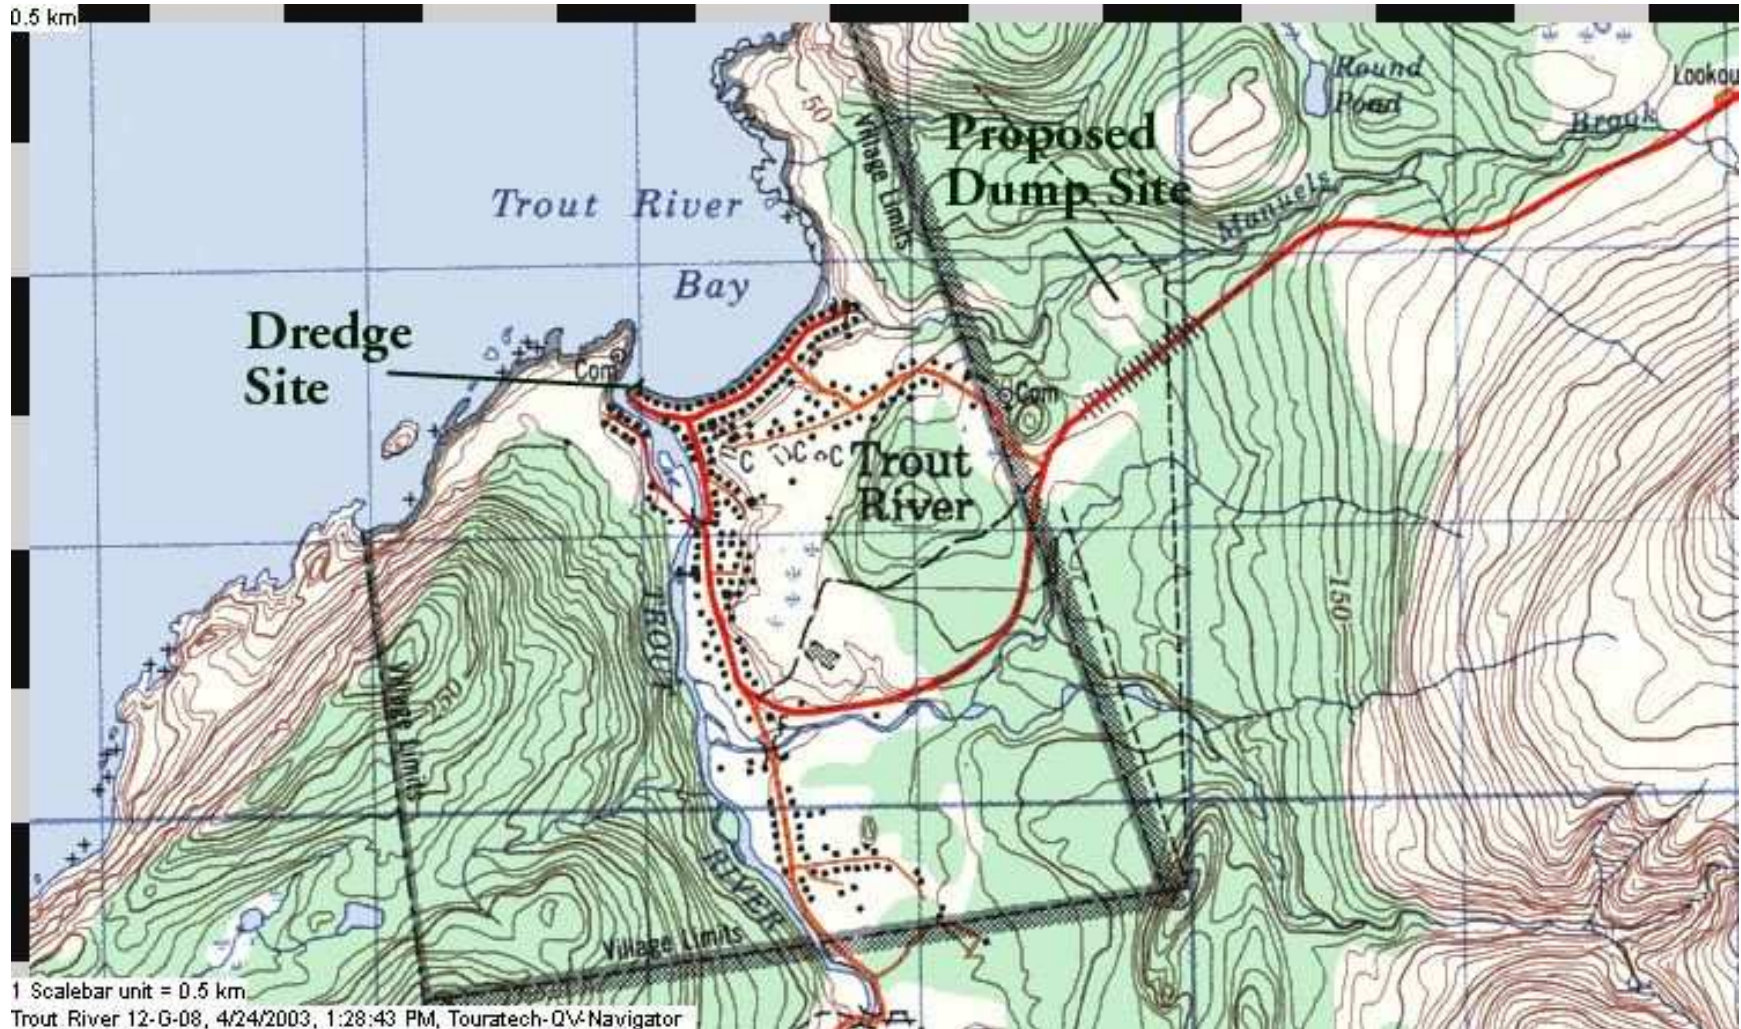 0.5 km
50
Round
Pond
Lookou
Brook
Proposed
Dump Site
Village Limits
Manuels
Trout River
Bay
Dredge
Site
Com
Com
C C C
Trout
River
TROUT
150
Village Limits
RIVER
Village Limits
1 Scalebar unit = 0.5 km
Trout River 12-G-08, 4/24/2003, 1:28:43 PM, Touratech-QV-Navigator